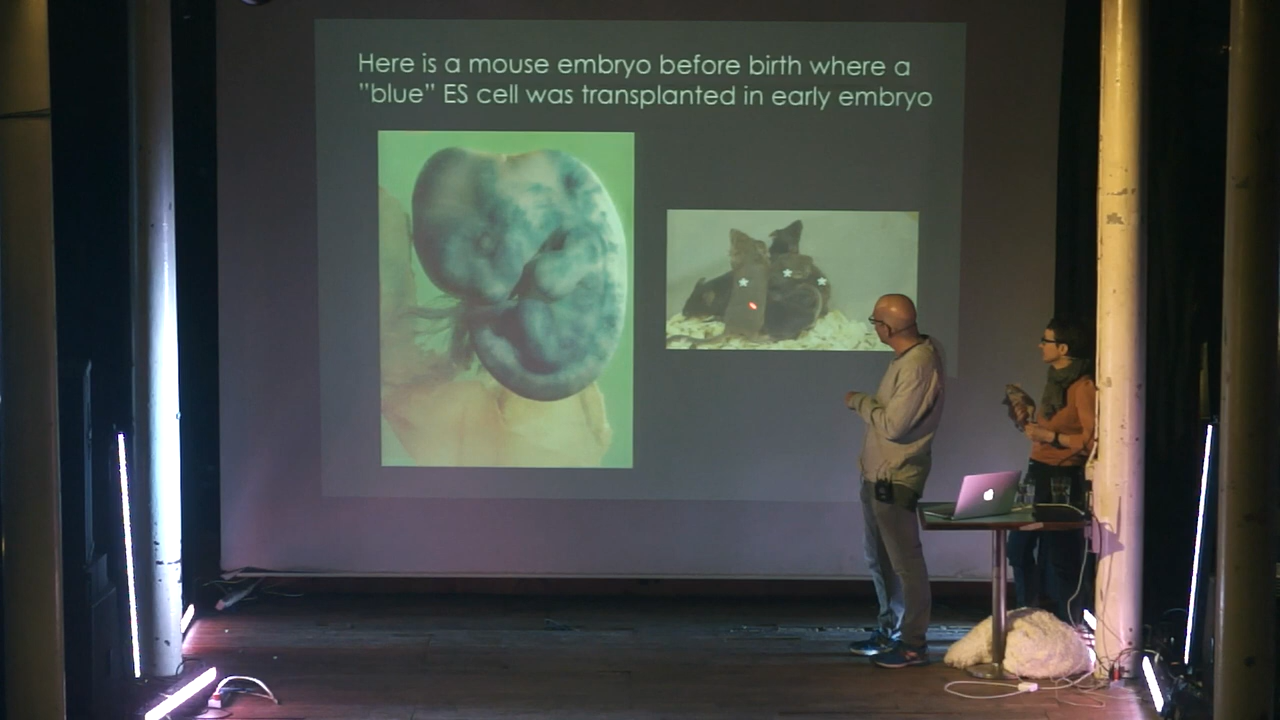 Here is a mouse embryo before birth where a
”blue” ES cell was transplanted in early embryo